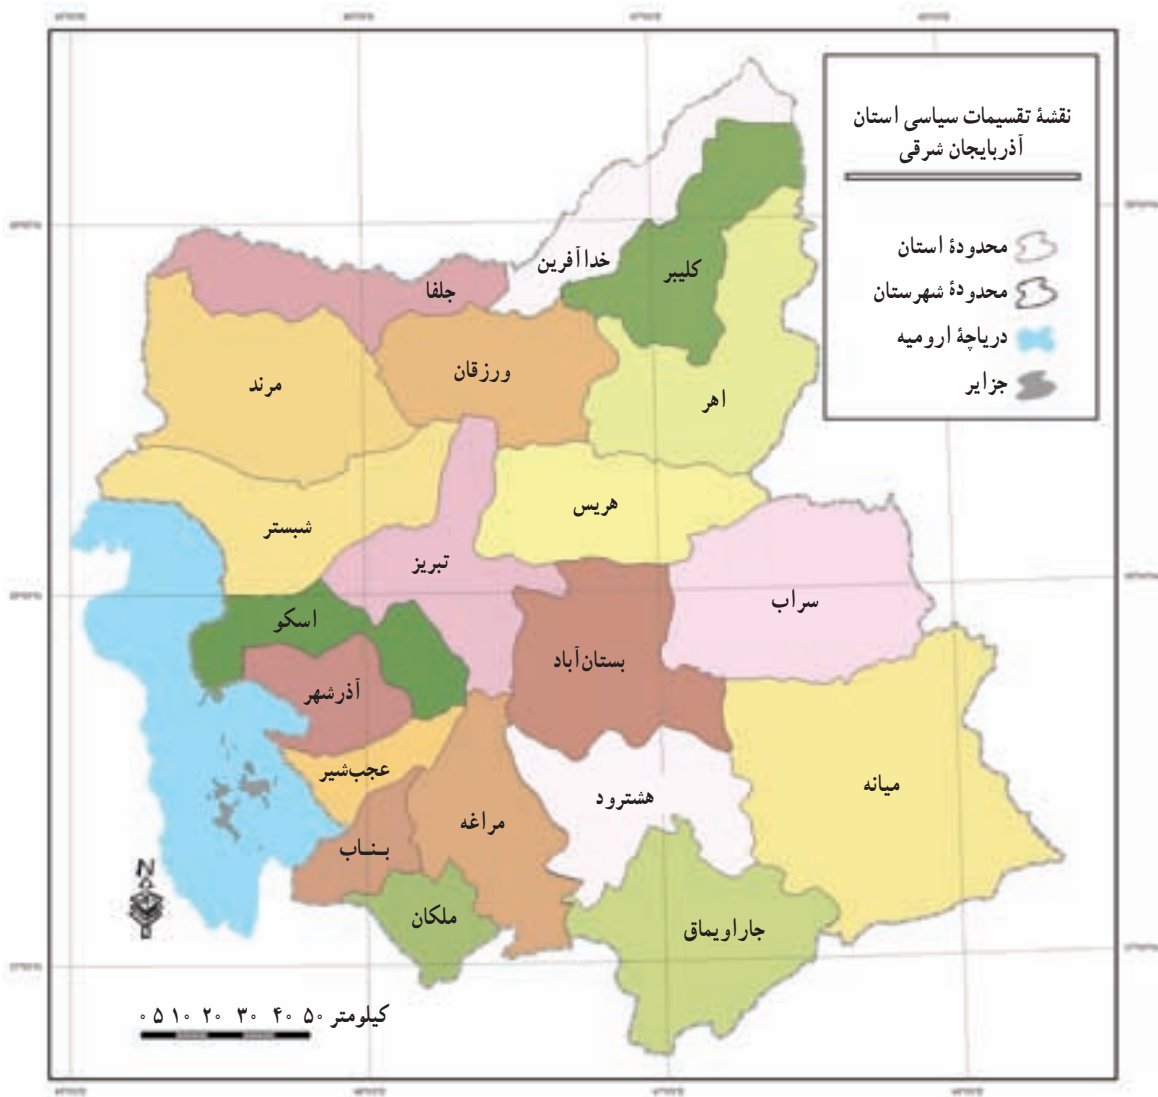 نقشهٔ تقسیمات سیاسی استان
آذربایجان شرقی
محدودهٔ استان
محدودهٔ شهرستان
دریاچهٔ ارومیه
جزایر
خداآفرین
کلیبر
جلفا
ورزقان
مرند
اهر
هریس
شبستر
تبریز
سراب
اسکو
بستان‌آباد
آذرشهر
عجب‌شیر
میانه
هشترود
مراغه
بنـاب
ملکان
جاراویماق
N
۰ ۵ ۱۰ ۲۰ ۳۰ ۴۰ ۵۰ کیلومتر